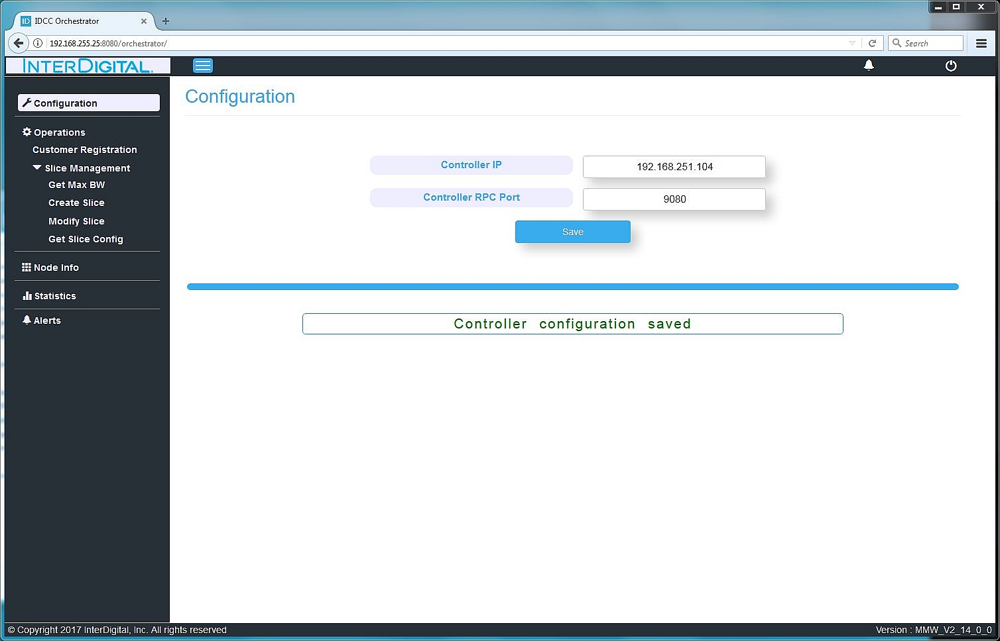 IDCC Orchestrator
192.168.255.25:8080/orchestrator/
Search
INTERDIGITAL.
Configuration
Configuration
Operations
Customer Registration
Slice Management
Get Max BW
Create Slice
Modify Slice
Get Slice Config
Node Info
Statistics
Alerts
Controller IP 192.168.251.104
Controller RPC Port 9080
Save
Controller configuration saved
© Copyright 2017 InterDigital, Inc. All rights reserved
Version : MMW_V2_14_0_0